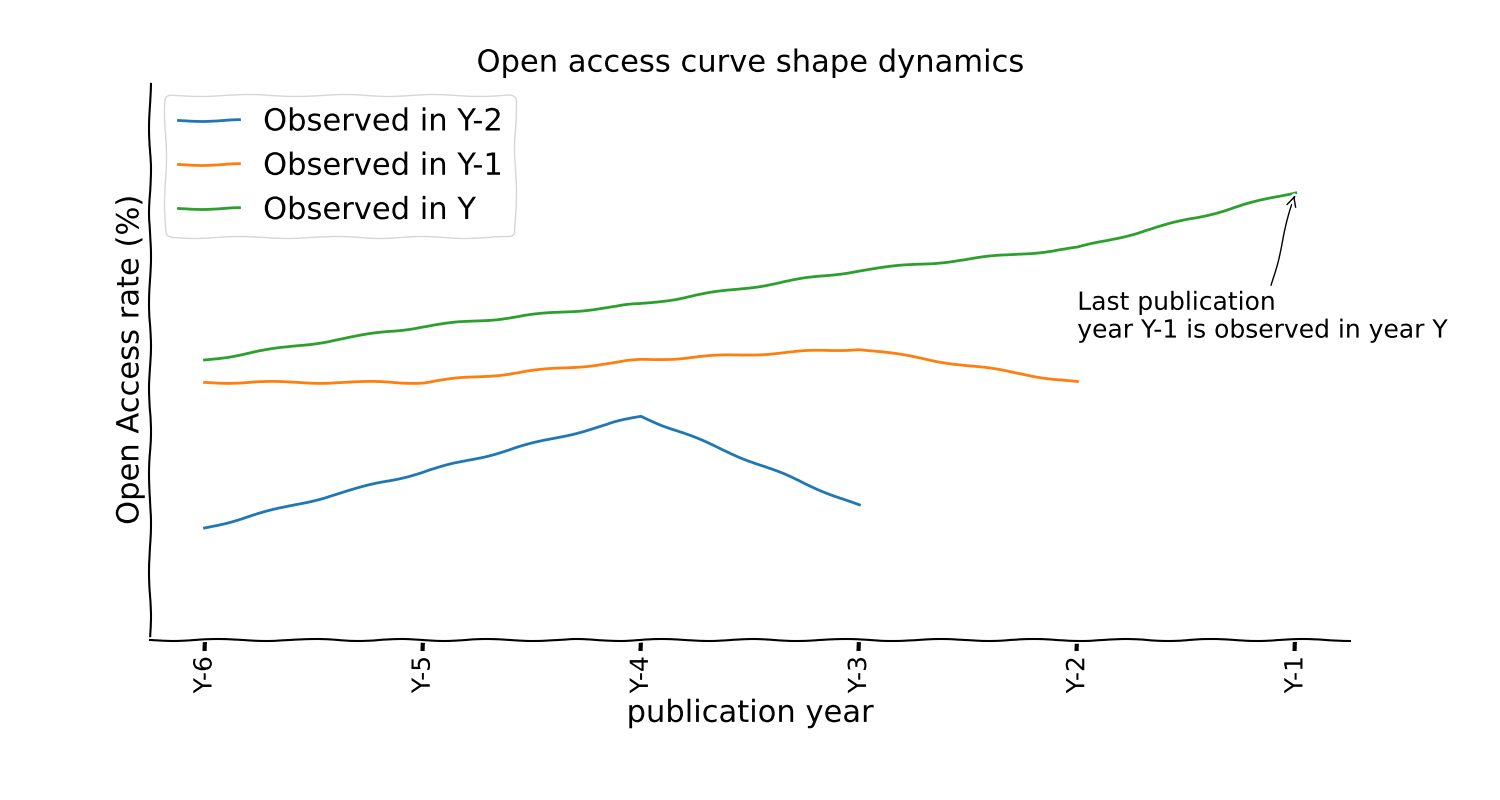 Open access curve shape dynamics
Observed in Y-2
Observed in Y-1
Observed in Y
Open Access rate (%)
Last publication
year Y-1 is observed in year Y
Y-6
Y-5
Y-4
Y-3
Y-2
Y-1
publication year